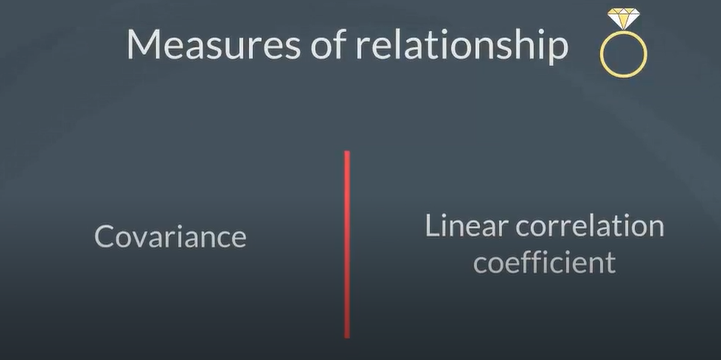 Measures of relationship
Covariance
Linear correlation
coefficient